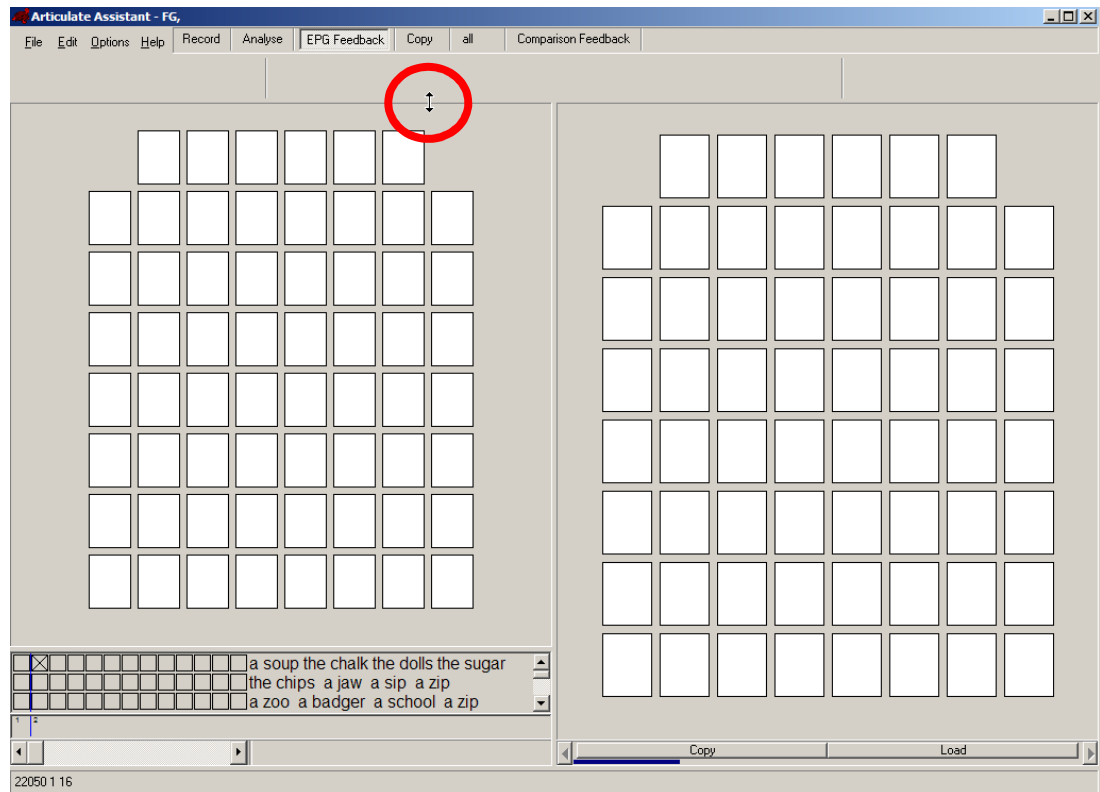 Articulate Assistant - FG,
File Edit Options Help Record Analyse EPG Feedback Copy all Comparison Feedback
a soup the chalk the dolls the sugar
the chips a jaw a sip a zip
a zoo a badger a school a zip
1 2
Copy Load
22050 1 16